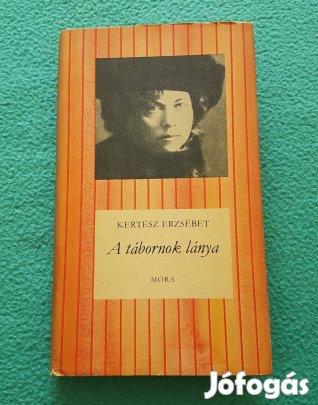 KERTÉSZ ERZSÉBET
A tábornok lánya
MÓRA
Jófogás